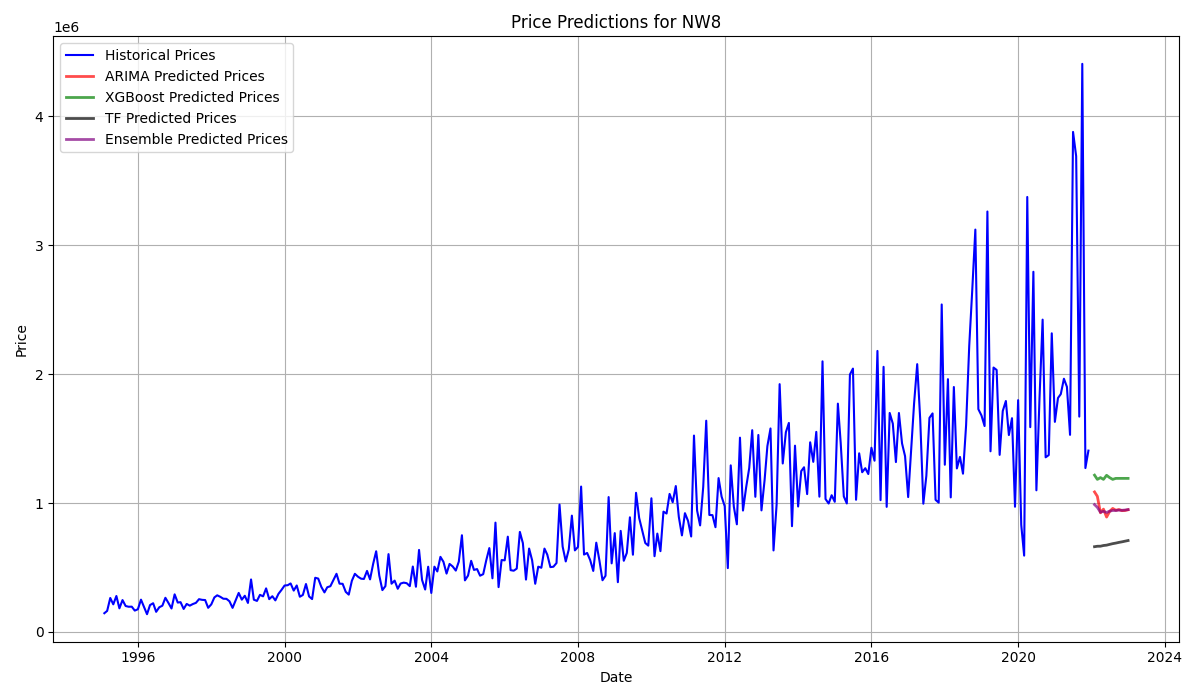 Price Predictions for NW8
1e6
Historical Prices
ARIMA Predicted Prices
XGBoost Predicted Prices
TF Predicted Prices
Ensemble Predicted Prices
4
3
2
1
0
Price
1996 2000 2004 2008 2012 2016 2020 2024
Date